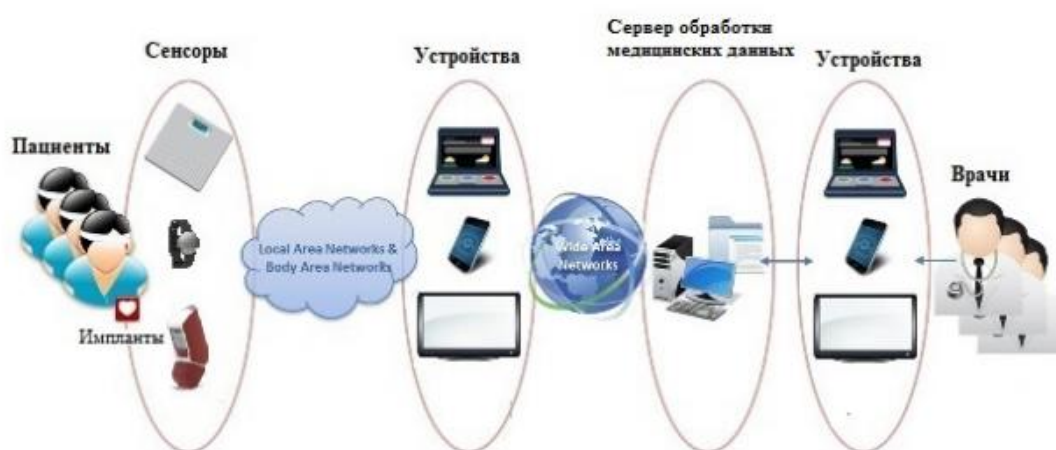 Сенсоры
Устройства
Сервер обработки
медицинских данных
Устройства
Пациенты
Врачи
Local Area Networks &
Body Area Networks
Wide Area
Networks
Импланты